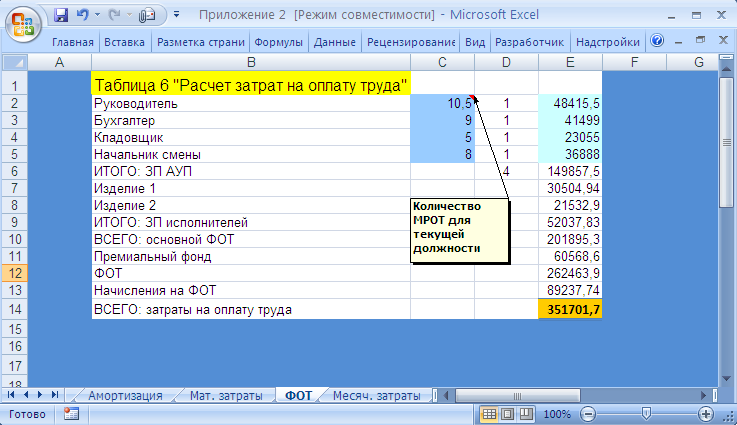 Приложение 2 [Режим совместимости] - Microsoft Excel
Главная Вставка Разметка страни Формулы Данные Рецензирование Вид Разработчик Надстройки
A B C D E F G
1 Таблица 6 "Расчет затрат на оплату труда"
2 Руководитель 10,5 1 48415,5
3 Бухгалтер 9 1 41499
4 Кладовщик 5 1 23055
5 Начальник смены 8 1 36888
6 ИТОГО: ЗП АУП 4 149857,5
7 Изделие 1 30504,94
8 Изделие 2 21532,9
9 ИТОГО: ЗП исполнителей 52037,83
10 ВСЕГО: основной ФОТ 201895,3
11 Премиальный фонд 60568,6
12 ФОТ 262463,9
13 Начисления на ФОТ 89237,74
14 ВСЕГО: затраты на оплату труда 351701,7
Количество
МРОТ для
текущей
должности
15
16
17
18
Амортизация Мат. затраты ФОТ Месяч. затраты
Готово 100%